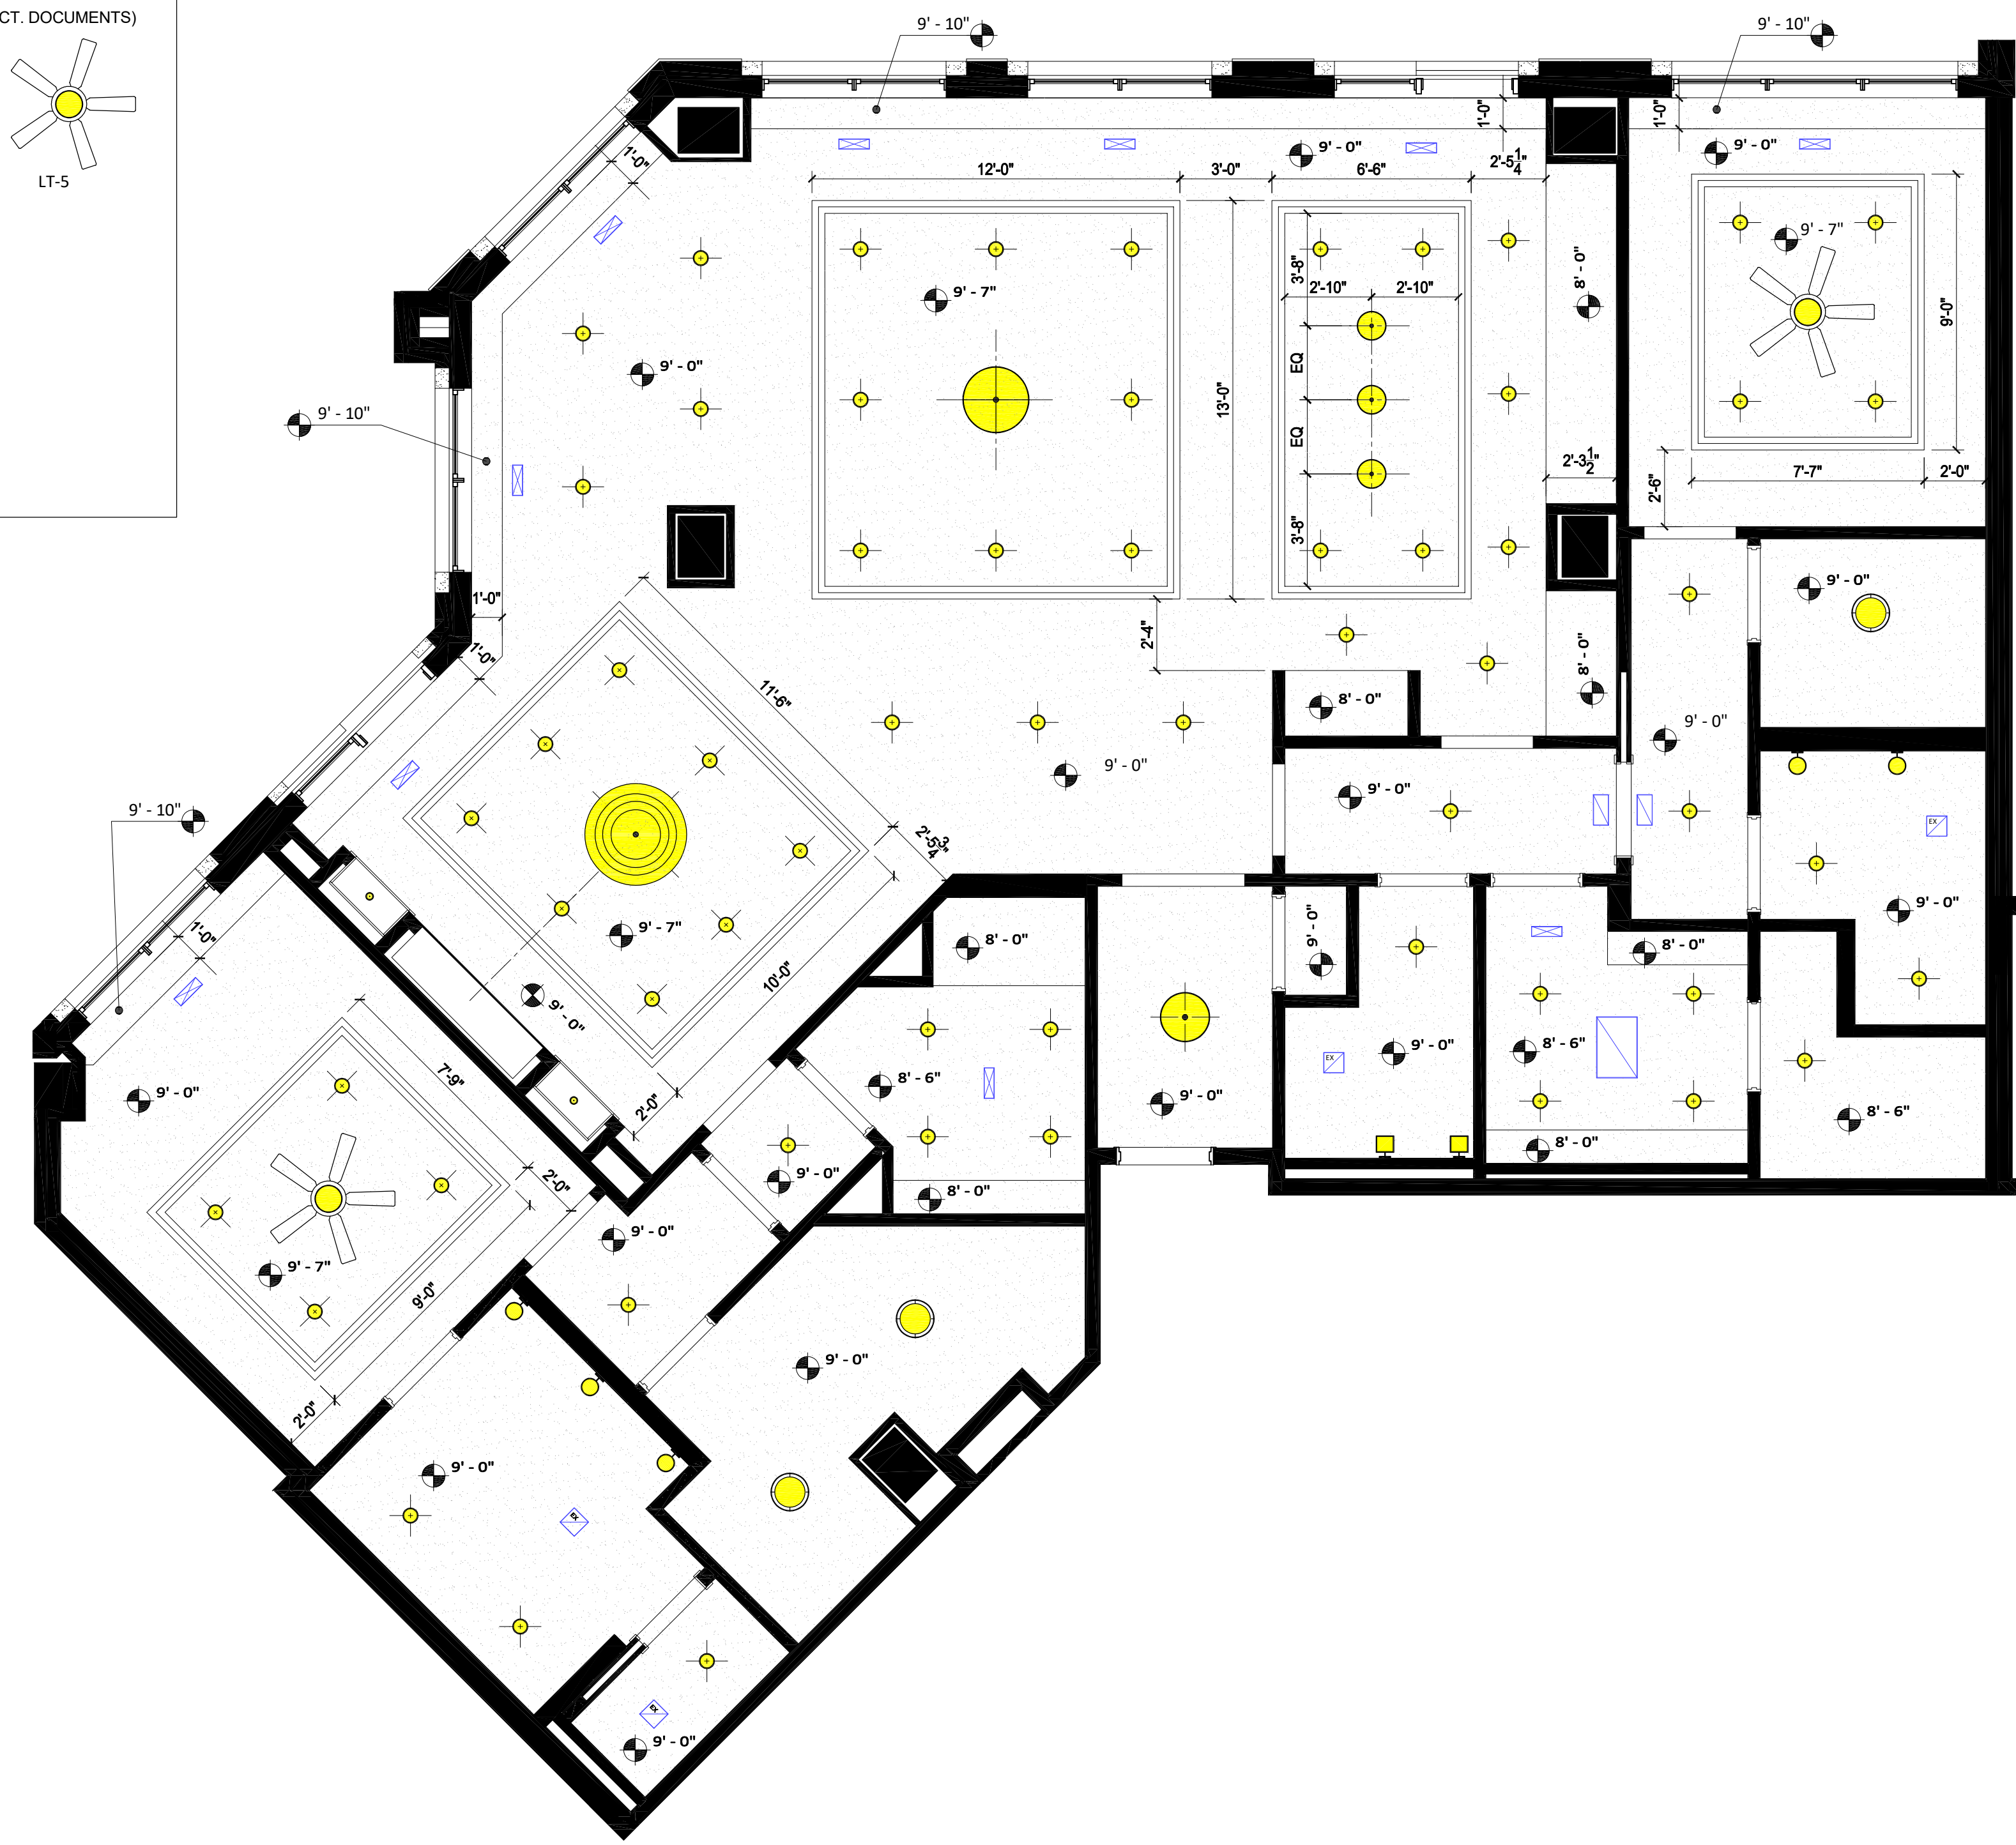 CT. DOCUMENTS)
LT-5
9' - 10"
9' - 10"
1'-0"
1'-0"
1'-0"
9' - 0"
9' - 0"
12'-0"
3'-0"
6'-6"
2'-5 1/4"
9' - 7"
8' - 0"
3'-8"
2'-10"
2'-10"
9' - 7"
9'-0"
9' - 0"
EQ
13'-0"
9' - 10"
EQ
2'-3 1/2"
7'-7"
2'-0"
2'-6"
3'-8"
1'-0"
9' - 0"
2'-4"
1'-0"
8' - 0"
11'-6"
8' - 0"
9' - 0"
9' - 0"
9' - 0"
9' - 10"
EX
2'-5 3/4"
9' - 0"
1'-0"
9' - 7"
8' - 0"
9' - 0"
8' - 0"
10'-0"
9' - 0"
9' - 0"
8' - 6"
EX
7'-9"
8' - 6"
9' - 0"
2'-0"
9' - 0"
8' - 6"
8' - 0"
9' - 0"
2'-0"
8' - 0"
9' - 0"
9' - 7"
9'-0"
9' - 0"
2'-0"
9' - 0"
EX
EX
9' - 0"